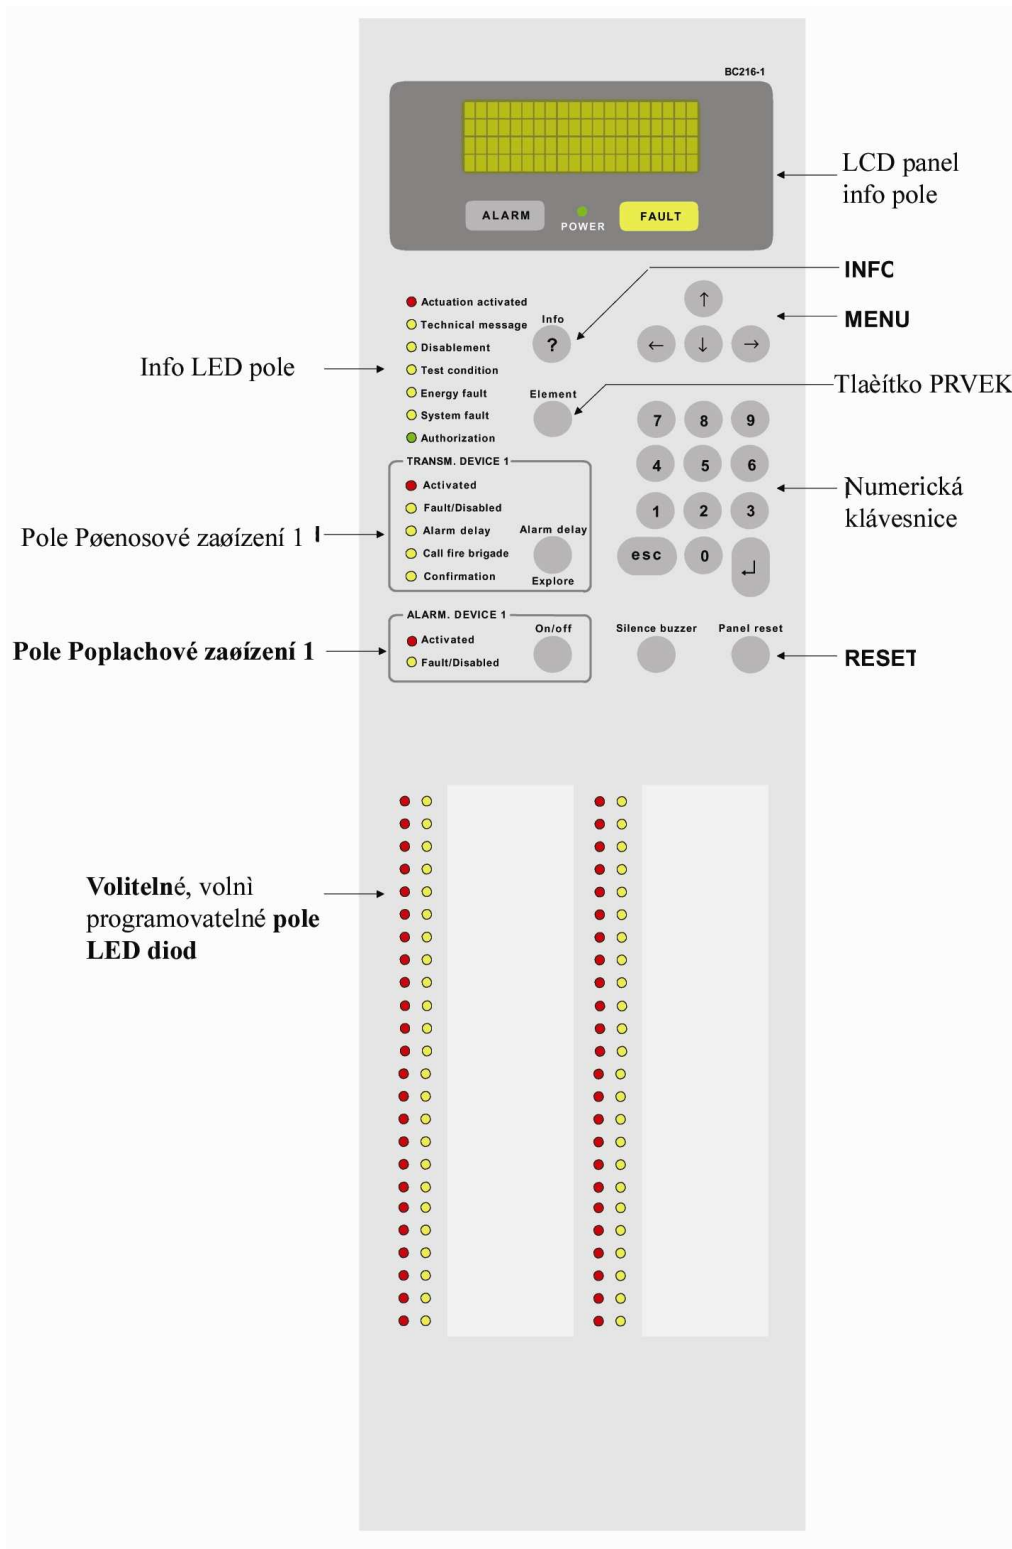 BC216-1
LCD panel
info pole
ALARM
POWER
FAULT
INFO
MENU
Actuation activated
Technical message
Disablement
Test condition
Energy fault
System fault
Authorization
Info
?
↑
← ↓ →
Info LED pole
Element
Tlaèítko PRVEK
7 8 9
4 5 6
1 2 3
esc 0 ↵
Numerická
klávesnice
TRANSM. DEVICE 1
Activated
Fault/Disabled
Alarm delay
Call fire brigade
Confirmation
Alarm delay
Explore
Pole Pøenosové zaøízení 1
ALARM. DEVICE 1
Activated
Fault/Disabled
On/off
Silence buzzer
Panel reset
Pole Poplachové zaøízení 1
RESET
Volitelné, volnì
programovatelné pole
LED diod